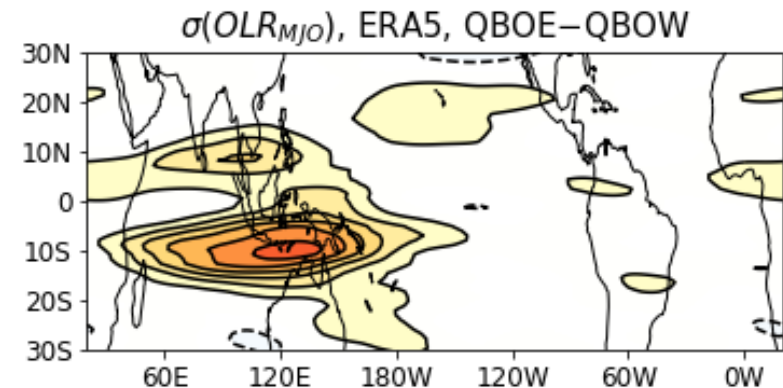 σ(OLR_MJO), ERA5, QBOE−QBOW
30N
20N
10N
0
10S
20S
30S
60E 120E 180W 120W 60W 0W